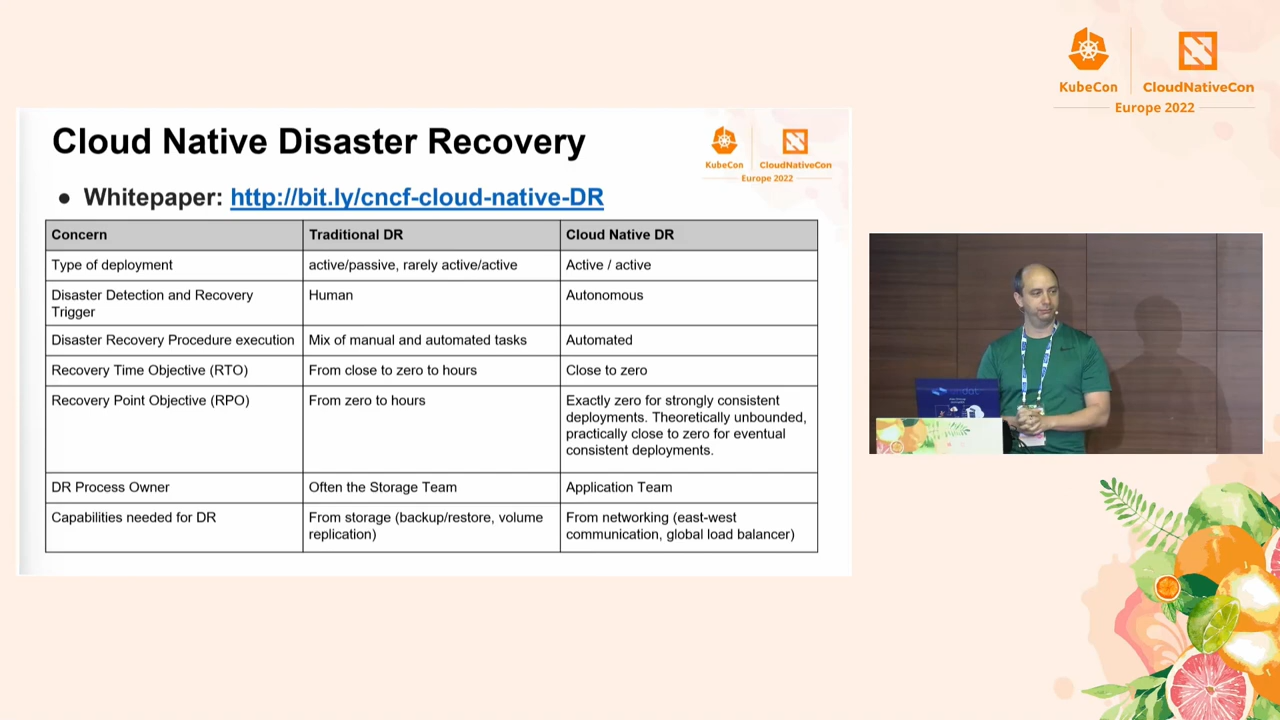 KubeCon
CloudNativeCon
Europe 2022
Cloud Native Disaster Recovery
KubeCon
CloudNativeCon
Europe 2022
● Whitepaper: http://bit.ly/cncf-cloud-native-DR
Concern Traditional DR Cloud Native DR
Type of deployment active/passive, rarely active/active Active / active
Disaster Detection and Recovery Human Autonomous
Trigger
Disaster Recovery Procedure execution Mix of manual and automated tasks Automated
Recovery Time Objective (RTO) From close to zero to hours Close to zero
Recovery Point Objective (RPO) From zero to hours Exactly zero for strongly consistent
deployments. Theoretically unbounded,
practically close to zero for eventual
consistent deployments.
DR Process Owner Often the Storage Team Application Team
Capabilities needed for DR From storage (backup/restore, volume From networking (east-west
replication) communication, global load balancer)